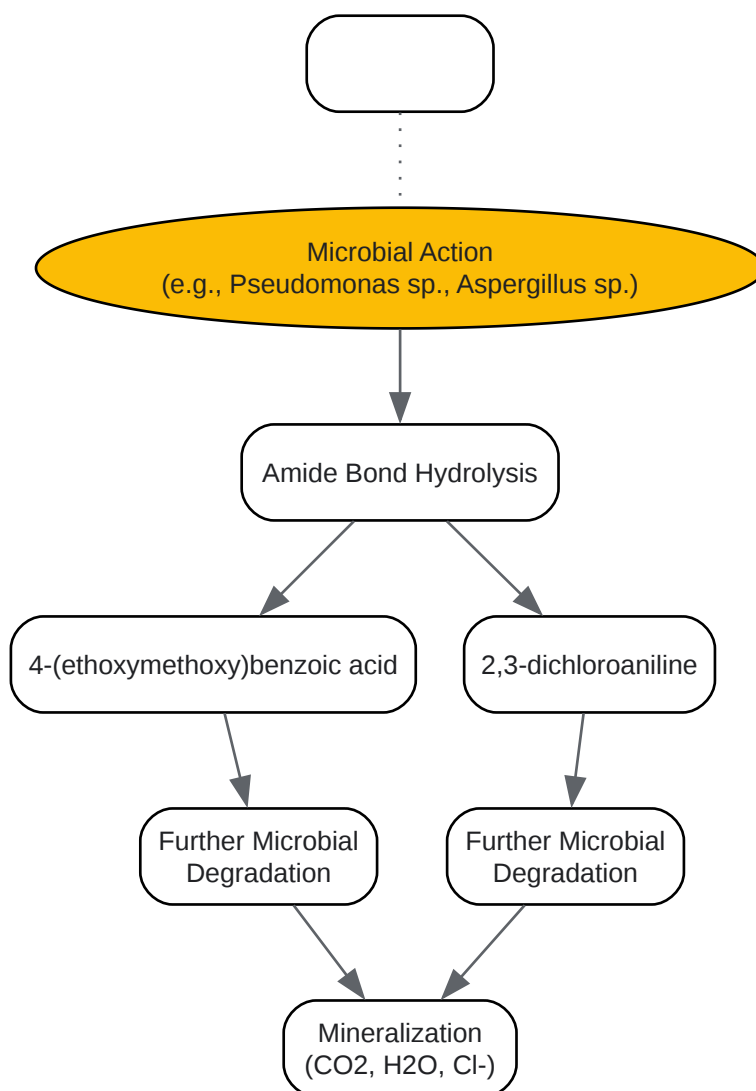 Microbial Action
(e.g., Pseudomonas sp., Aspergillus sp.)
Amide Bond Hydrolysis
4-(ethoxymethoxy)benzoic acid
2,3-dichloroaniline
Further Microbial
Degradation
Further Microbial
Degradation
Mineralization
(CO2, H2O, Cl-)